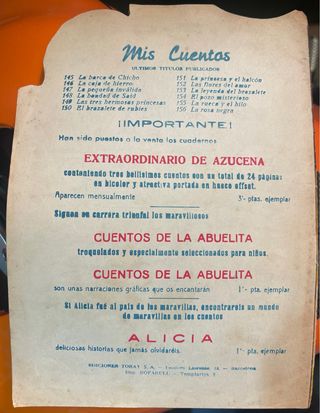 Mis Cuentos
ULTIMOS TITULOS PUBLICADOS
145 La barca de Chicho
146 La caja de hierro
147 La pequeña inválida
148 La bondad de Said
149 Las tres hermosas princesas
150 El brazalete de rubíes
151 La princesa y el halcón
152 Las flores del amor
153 La leyenda del brazalete
154 El pozo misterioso
155 La rueca y el hilo
156 La rosa negra
¡IMPORTANTE!
Han sido puestos a la venta los cuadernos
EXTRAORDINARIO DE AZUCENA
conteniendo tres bellísimos cuentos con un total de 24 páginas
en bicolor y atractiva portada en hueco offset.
Aparecen mensualmente 3'- ptas. ejemplar
Siguen en carrera triunfal los maravillosos
CUENTOS DE LA ABUELITA
troquelados y especialmente seleccionados para niños.
CUENTOS DE LA ABUELITA
son unas narraciones gráficas que os encantarán 1'- pta. ejemplar
Si Alicia fué al país de las maravillas, encontraréis un mundo
de maravillas en los cuentos
ALICIA
deliciosas historias que jamás olvidaréis. 1'- pta. ejemplar
EDICIONES TORAY S. A. - Teodoro Llorente, 13 - Barcelona